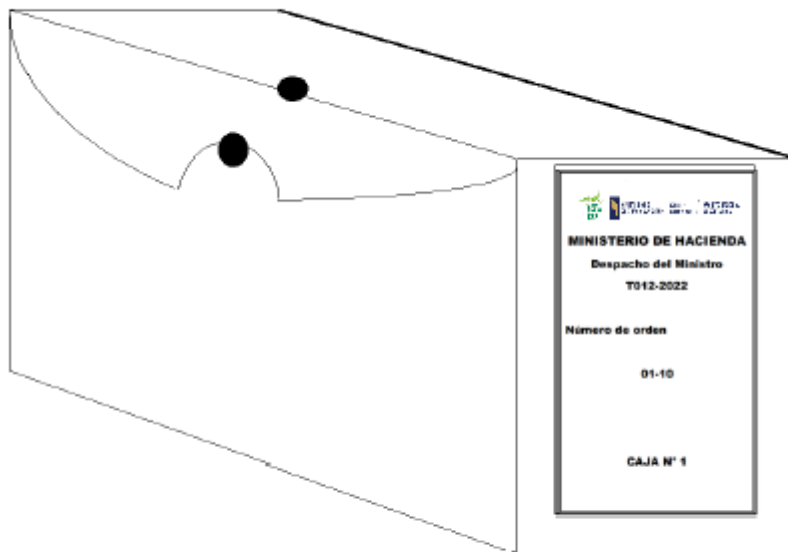 MINISTERIO DE HACIENDA
Despacho del Ministro
T012-2022
Número de orden
01-10
CAJA N° 1